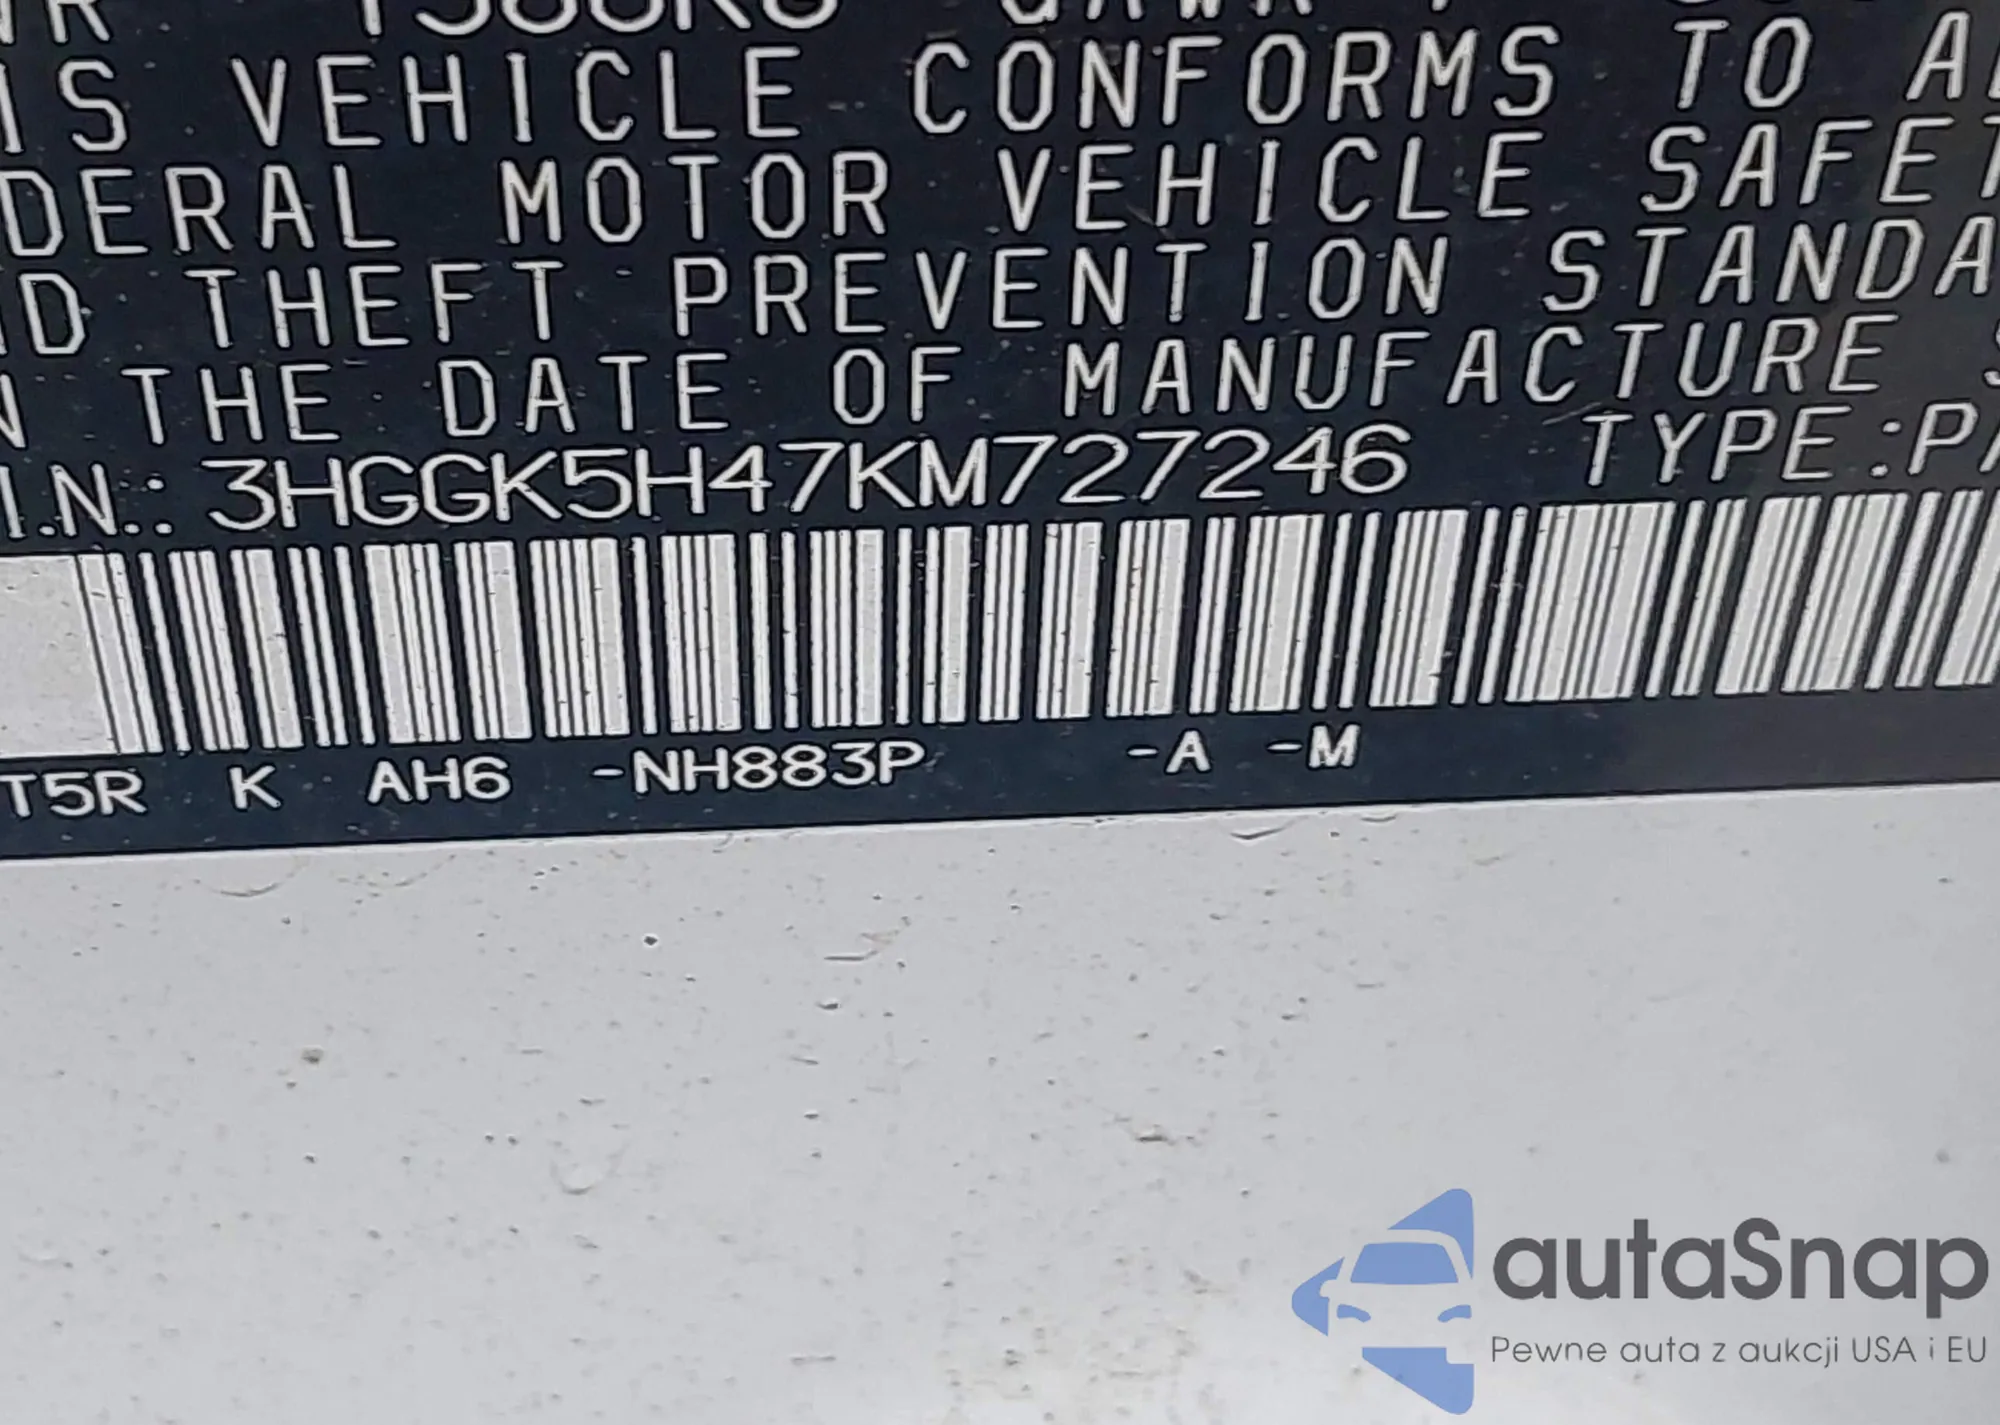 IS VEHICLE CONFORMS TO A
DERAL MOTOR VEHICLE SAFET
D THEFT PREVENTION STANDA
N THE DATE OF MANUFACTURE S
I.N.: 3HGGK5H47KM727246 TYPE:PA
T5R K AH6 -NH883P -A -M
autaSnap
Pewne auta z aukcji USA i EU